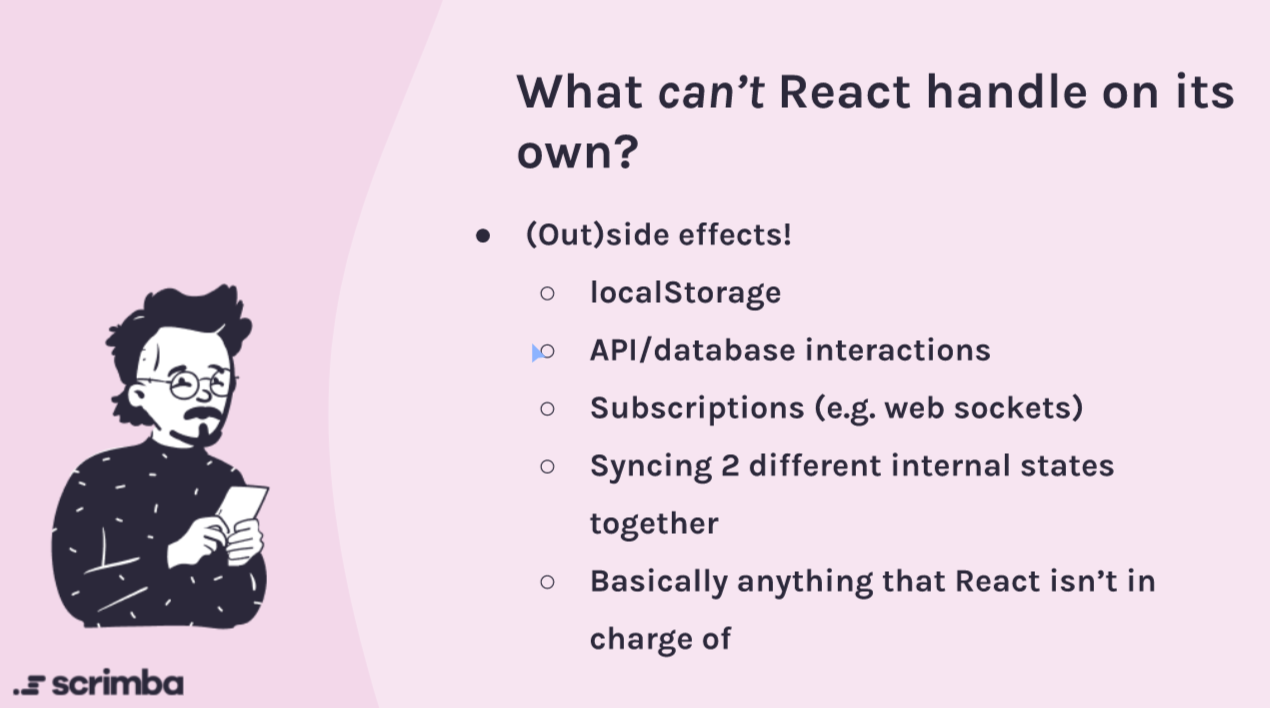 What can't React handle on its
own?
● (Out)side effects!
○ localStorage
○ API/database interactions
○ Subscriptions (e.g. web sockets)
○ Syncing 2 different internal states
together
○ Basically anything that React isn't in
charge of
scrimba